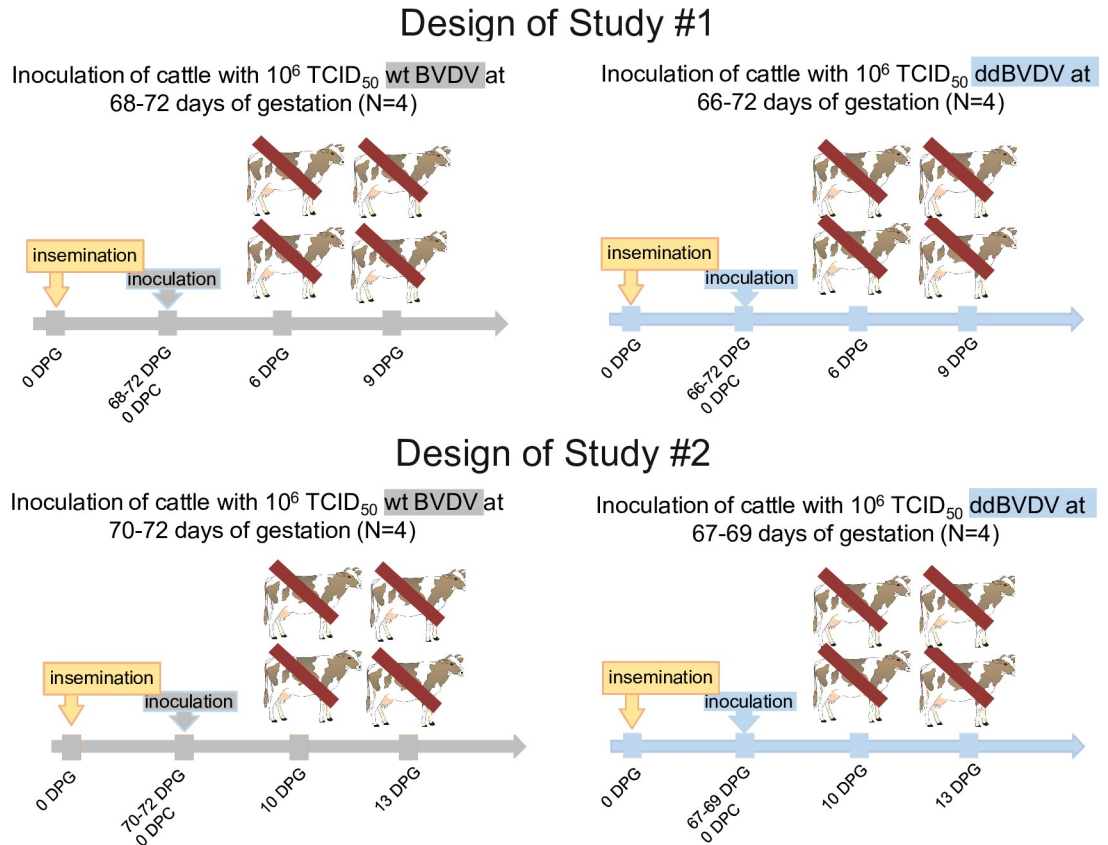 Design of Study #1
Inoculation of cattle with 10⁶ TCID₅₀ wt BVDV at
68-72 days of gestation (N=4)
insemination
inoculation
0 DPG
68-72 DPG
0 DPC
6 DPG
9 DPG
Inoculation of cattle with 10⁶ TCID₅₀ ddBVDV at
66-72 days of gestation (N=4)
insemination
inoculation
0 DPG
66-72 DPG
0 DPC
6 DPG
9 DPG
Design of Study #2
Inoculation of cattle with 10⁶ TCID₅₀ wt BVDV at
70-72 days of gestation (N=4)
insemination
inoculation
0 DPG
70-72 DPG
0 DPC
10 DPG
13 DPG
Inoculation of cattle with 10⁶ TCID₅₀ ddBVDV at
67-69 days of gestation (N=4)
insemination
inoculation
0 DPG
67-69 DPG
0 DPC
10 DPG
13 DPG